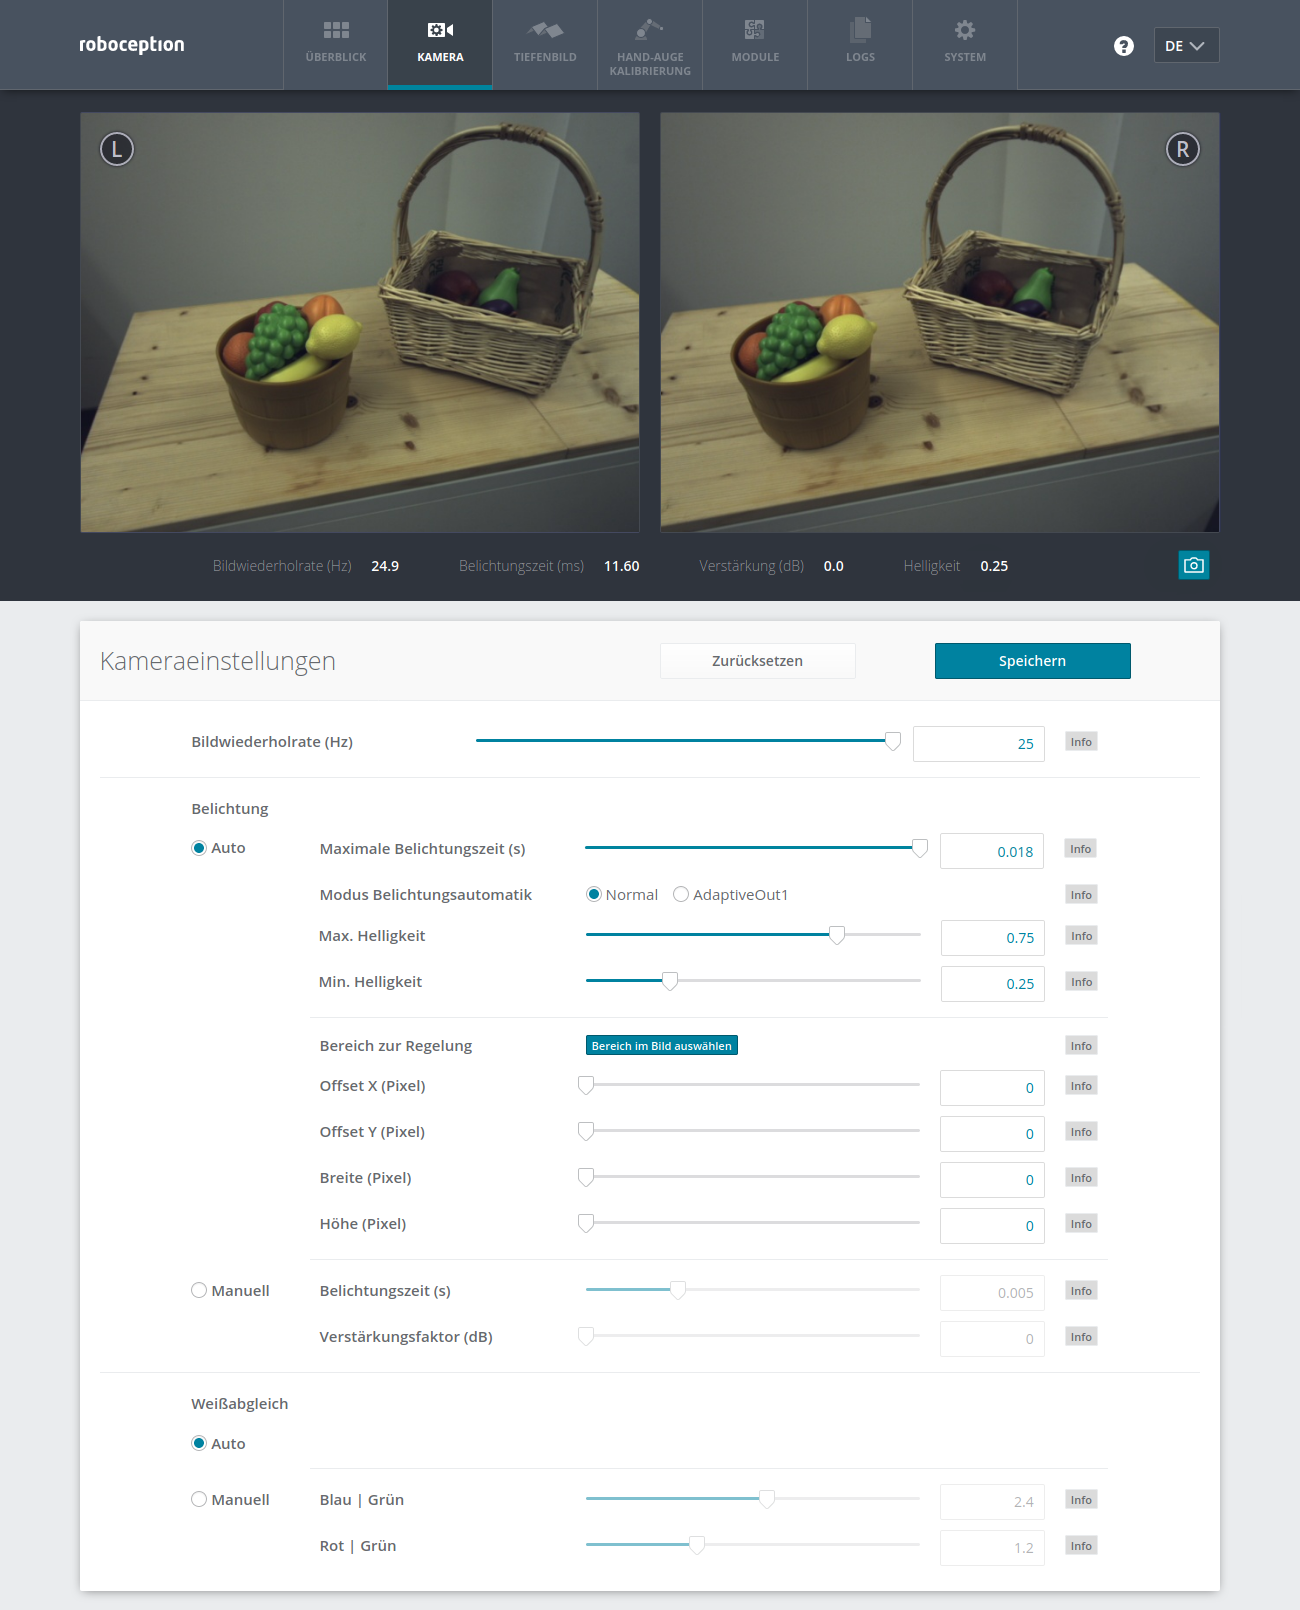 roboception
ÜBERBLICK
KAMERA
TIEFENBILD
HAND-AUGE
KALIBRIERUNG
MODULE
LOGS
SYSTEM
?
DE
L
R
Bildwiederholrate (Hz) 24.9 Belichtungszeit (ms) 11.60 Verstärkung (dB) 0.0 Helligkeit 0.25
Kameraeinstellungen Zurücksetzen Speichern
Bildwiederholrate (Hz) 25 Info
Belichtung
Auto Maximale Belichtungszeit (s) 0.018 Info
Modus Belichtungsautomatik Normal AdaptiveOut1 Info
Max. Helligkeit 0.75 Info
Min. Helligkeit 0.25 Info
Bereich zur Regelung Bereich im Bild auswählen Info
Offset X (Pixel) 0 Info
Offset Y (Pixel) 0 Info
Breite (Pixel) 0 Info
Höhe (Pixel) 0 Info
Manuell Belichtungszeit (s) 0.005 Info
Verstärkungsfaktor (dB) 0 Info
Weißabgleich
Auto
Manuell Blau | Grün 2.4 Info
Rot | Grün 1.2 Info